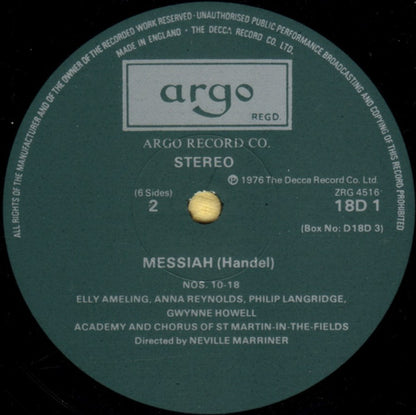 ALL RIGHTS OF THE MANUFACTURER AND OF THE OWNER OF THE RECORDED WORK RESERVED · UNAUTHORISED PUBLIC PERFORMANCE BROADCASTING AND COPYING OF THIS RECORD PROHIBITED
MADE IN ENGLAND · THE DECCA RECORD CO. LTD.
argo
REGD.
ARGO RECORD CO.
STEREO
℗ 1976 The Decca Record Co. Ltd.
(6 Sides) ZRG 4516
2 18D 1
(Box No: D18D 3)
MESSIAH (Handel)
NOS. 10-18
ELLY AMELING, ANNA REYNOLDS, PHILIP LANGRIDGE,
GWYNNE HOWELL
ACADEMY AND CHORUS OF ST MARTIN-IN-THE-FIELDS
Directed by NEVILLE MARRINER